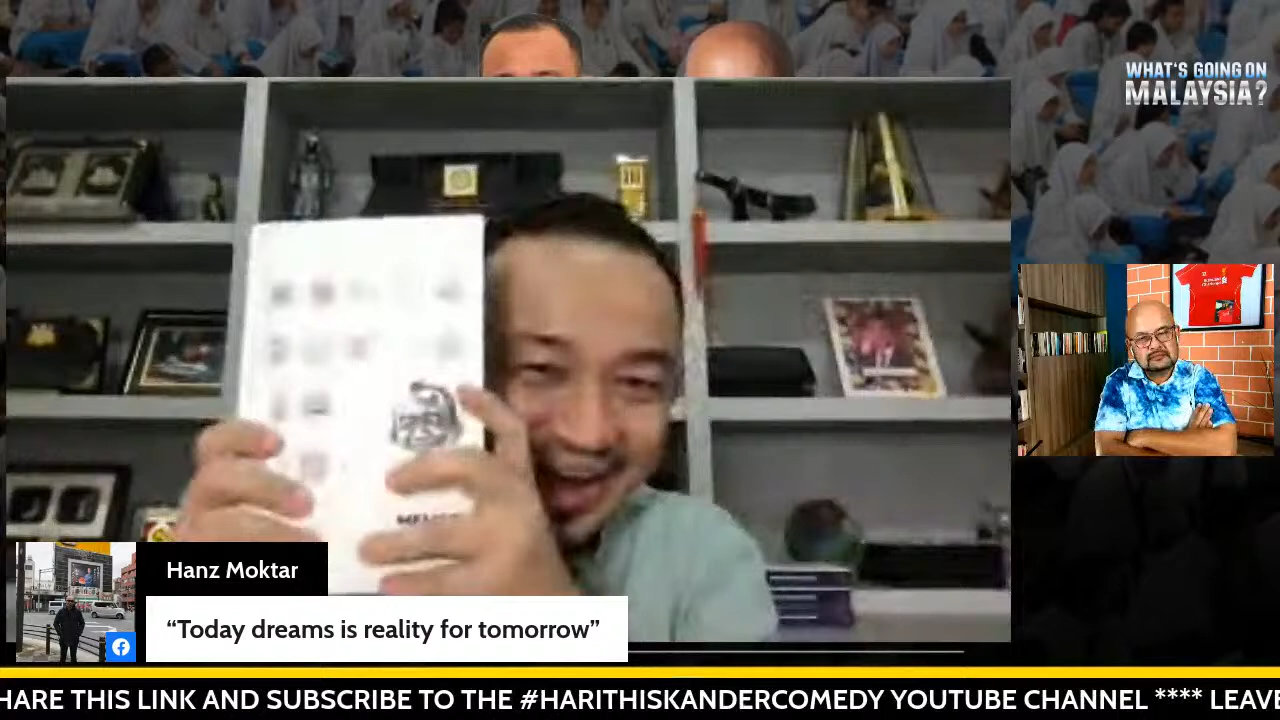 WHAT'S GOING ON
MALAYSIA?
Hanz Moktar
“Today dreams is reality for tomorrow”
HARE THIS LINK AND SUBSCRIBE TO THE #HARITHISKANDERCOMEDY YOUTUBE CHANNEL **** LEAVE